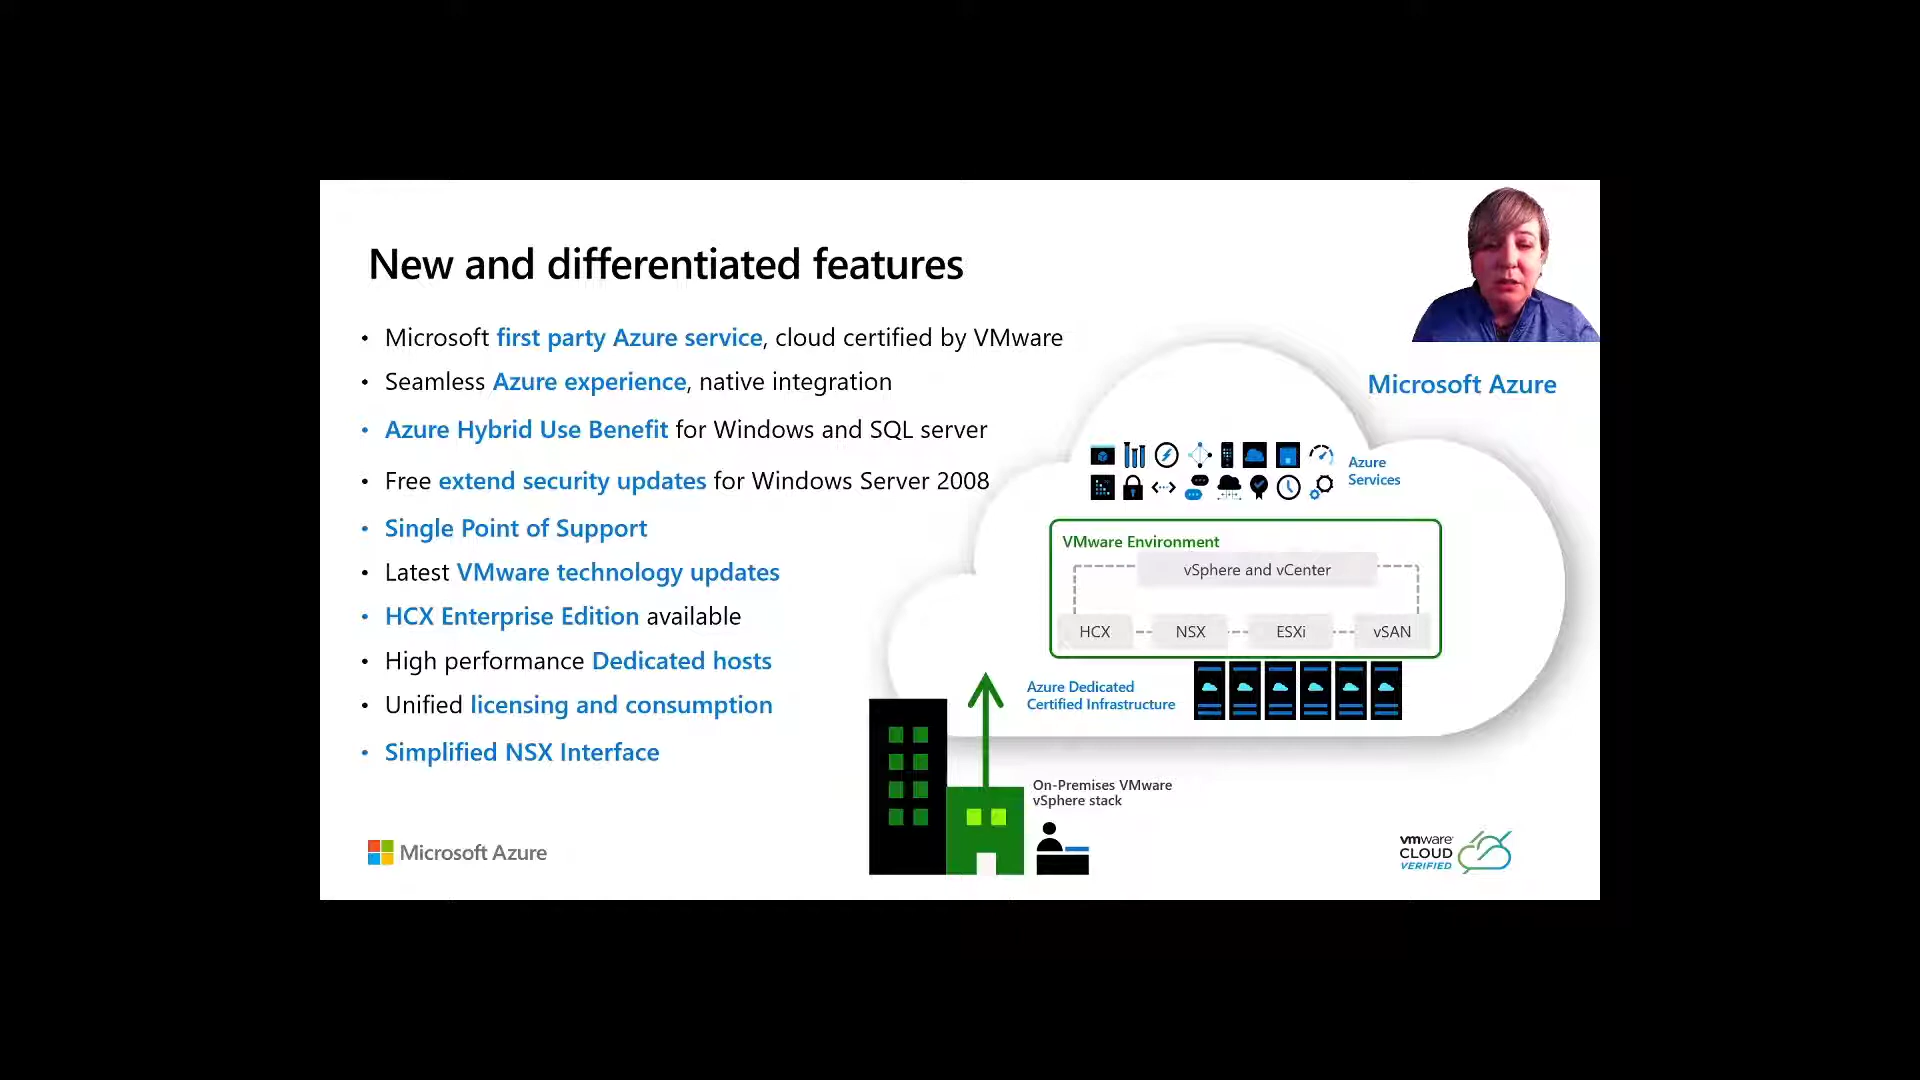 New and differentiated features
• Microsoft first party Azure service, cloud certified by VMware
• Seamless Azure experience, native integration
• Azure Hybrid Use Benefit for Windows and SQL server
• Free extend security updates for Windows Server 2008
• Single Point of Support
• Latest VMware technology updates
• HCX Enterprise Edition available
• High performance Dedicated hosts
• Unified licensing and consumption
• Simplified NSX Interface
Microsoft Azure
Microsoft Azure
Azure
Services
VMware Environment
vSphere and vCenter
HCX
NSX
ESXi
vSAN
Azure Dedicated
Certified Infrastructure
On-Premises VMware
vSphere stack
vmware
CLOUD
VERIFIED